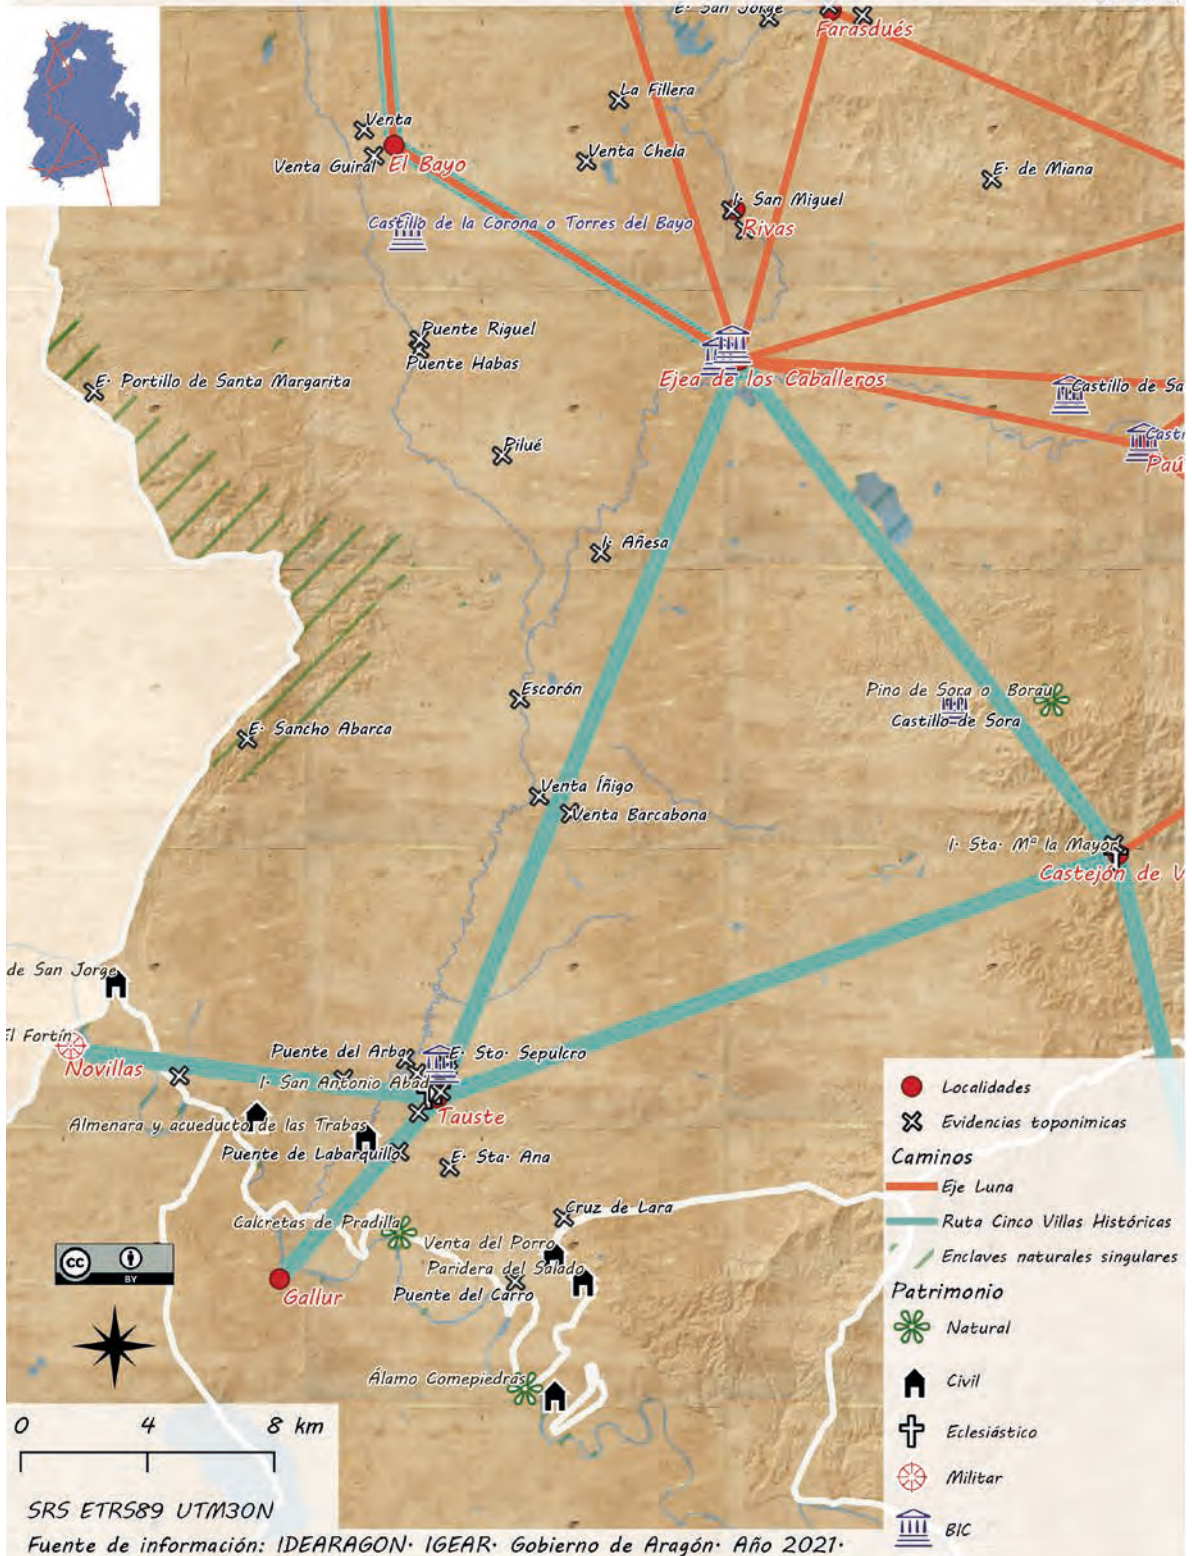 E. San Jorge
Farasdués
La Fillera
Venta
Venta Guiral
El Bayo
Venta Chela
E. de Miana
I. San Miguel
Rivas
Castillo de la Corona o Torres del Bayo
Puente Riguel
Puente Habas
Ejea de los Caballeros
E. Portillo de Santa Margarita
Castillo de Sa
Pilué
Paú
I. Añesa
Escorón
Pino de Sora o Borau
Castillo de Sora
E. Sancho Abarca
Venta Íñigo
Venta Barcabona
I. Sta. Mª la Mayor
Castejón de V
de San Jorge
El Fortín
Novillas
Puente del Arba
E. Sto. Sepulcro
I. San Antonio Abad
Tauste
Almenara y acueducto de las Trabas
Puente de Labarquillo
E. Sta. Ana
Cruz de Lara
Calcretas de Pradilla
Venta del Porro
Paridera del Salado
Puente del Carro
Gallur
Álamo Comepiedras
Localidades
Evidencias toponímicas
Caminos
Eje Luna
Ruta Cinco Villas Históricas
Enclaves naturales singulares
Patrimonio
Natural
Civil
Eclesiástico
Militar
BIC
cc
BY
0 4 8 km
SRS ETRS89 UTM30N
Fuente de información: IDEARAGON. IGEAR. Gobierno de Aragón. Año 2021.